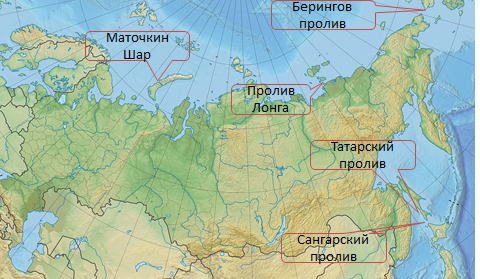 Берингов
пролив
Маточкин
Шар
Пролив
Лонга
Татарский
пролив
Сангарский
пролив